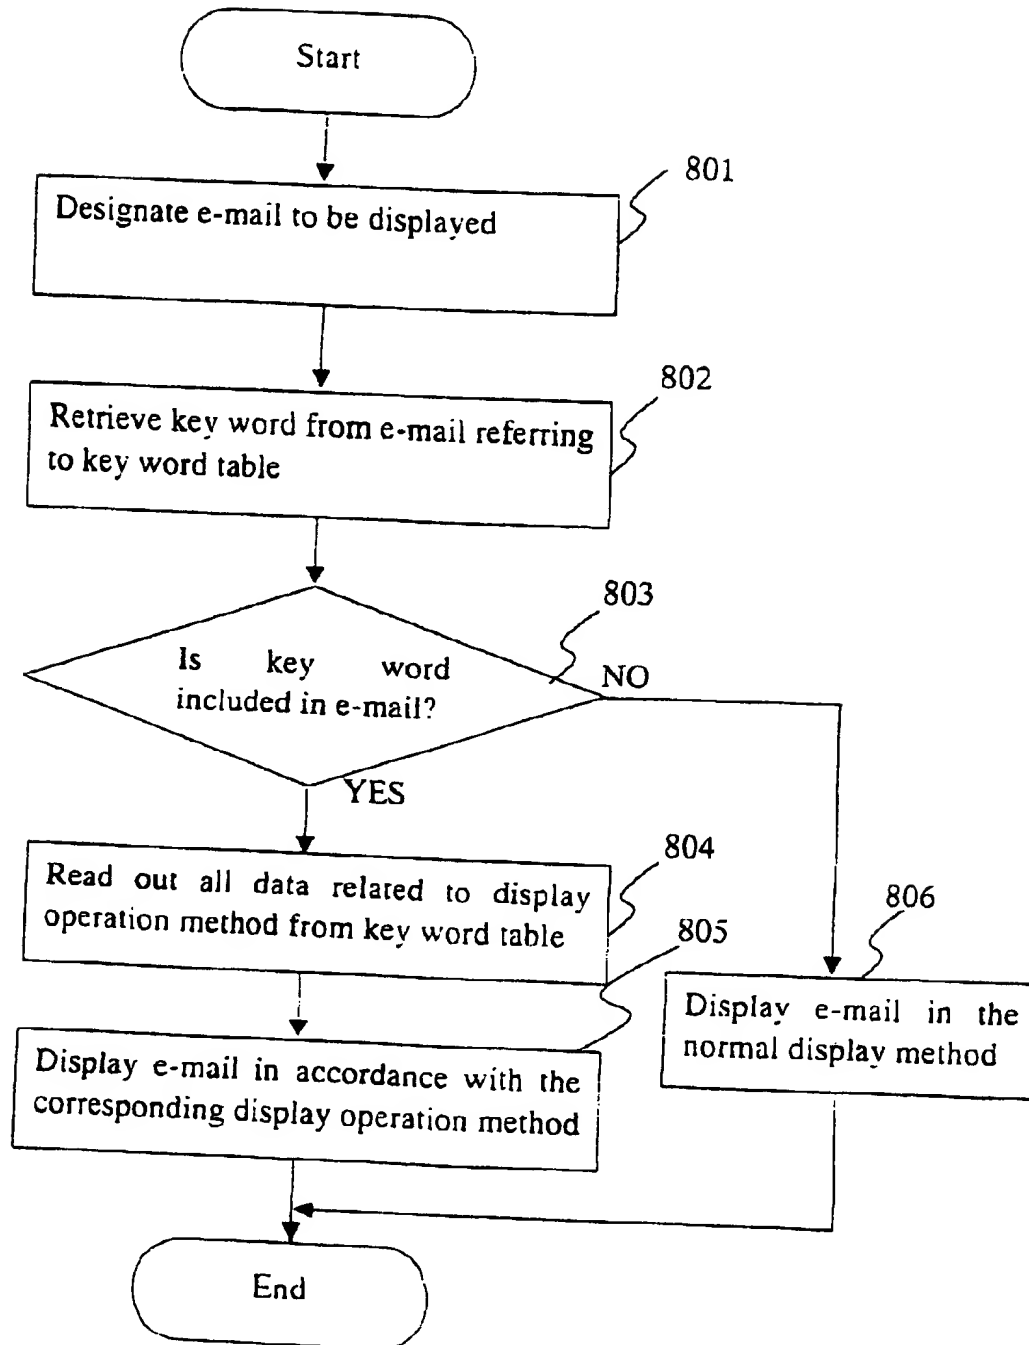 Start
801
Designate e-mail to be displayed
802
Retrieve key word from e-mail referring
to key word table
803
Is key word
included in e-mail?
NO
YES
804
Read out all data related to display
operation method from key word table
805
806
Display e-mail in the
normal display method
Display e-mail in accordance with the
corresponding display operation method
End